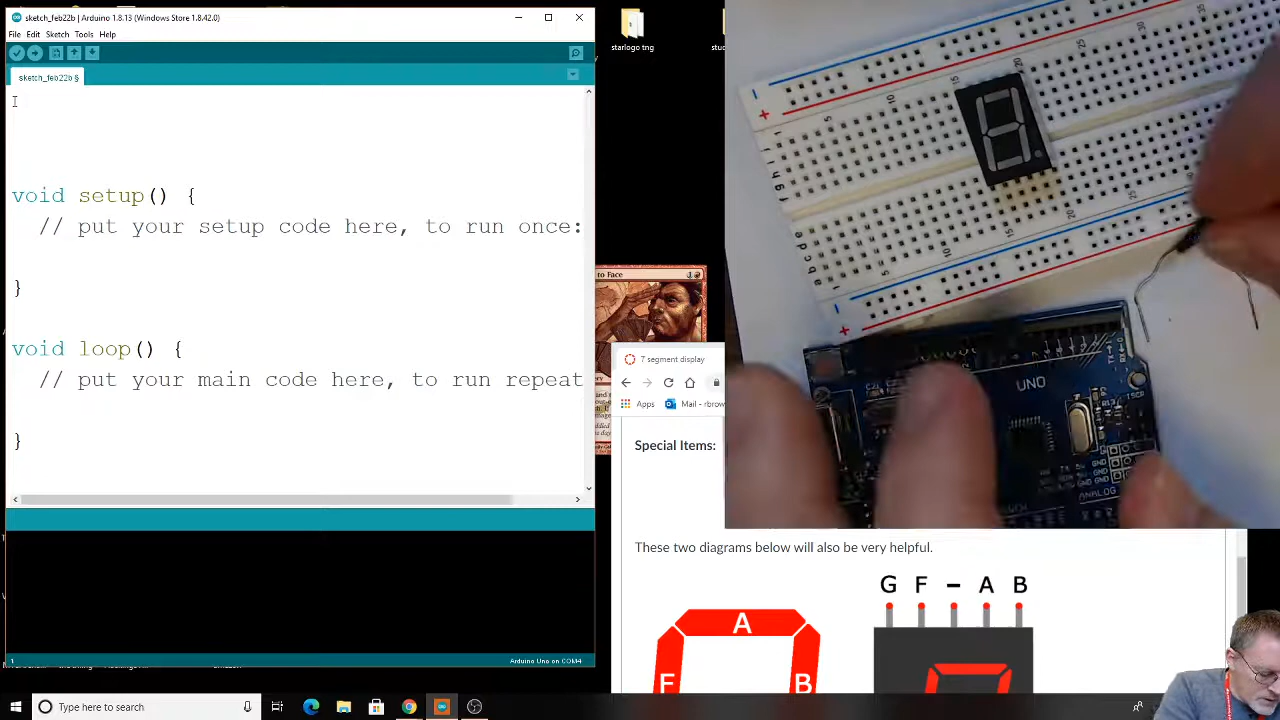 sketch_feb22b | Arduino 1.8.13 (Windows Store 1.8.42.0)
File Edit Sketch Tools Help
sketch_feb22b §
void setup() {
// put your setup code here, to run once:
}
void loop() {
// put your main code here, to run repeat
}
1
Arduino Uno on COM4
starlogo tng
to Face
7 segment display
Apps
Mail - rbrow
Special Items:
These two diagrams below will also be very helpful.
A
F
B
G F - A B
UNO
ANALOG
Type here to search